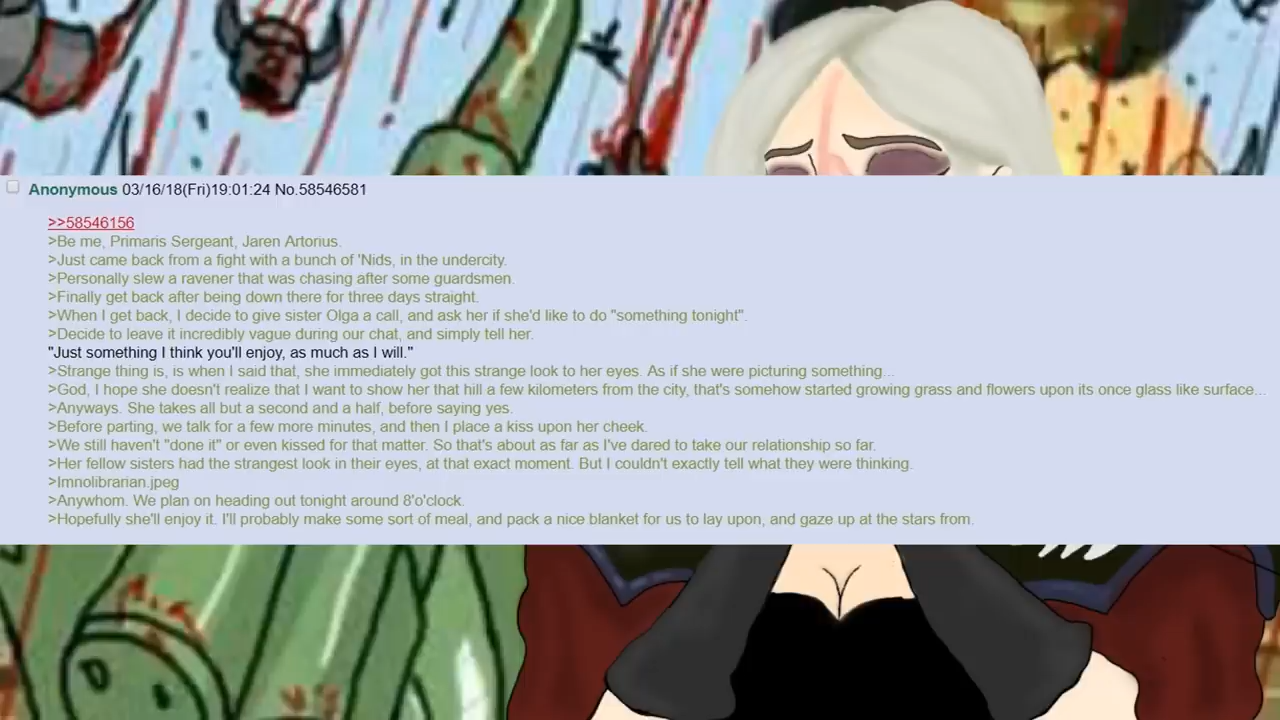 Anonymous 03/16/18(Fri)19:01:24 No.58546581
>>58546156
>Be me, Primaris Sergeant, Jaren Artorius.
>Just came back from a fight with a bunch of 'Nids, in the undercity.
>Personally slew a ravener that was chasing after some guardsmen.
>Finally get back after being down there for three days straight.
>When I get back, I decide to give sister Olga a call, and ask her if she'd like to do "something tonight".
>Decide to leave it incredibly vague during our chat, and simply tell her.
"Just something I think you'll enjoy, as much as I will."
>Strange thing is, is when I said that, she immediately got this strange look to her eyes. As if she were picturing something...
>God, I hope she doesn't realize that I want to show her that hill a few kilometers from the city, that's somehow started growing grass and flowers upon its once glass like surface...
>Anyways. She takes all but a second and a half, before saying yes.
>Before parting, we talk for a few more minutes, and then I place a kiss upon her cheek.
>We still haven't "done it" or even kissed for that matter. So that's about as far as I've dared to take our relationship so far.
>Her fellow sisters had the strangest look in their eyes, at that exact moment. But I couldn't exactly tell what they were thinking.
>Imnolibrarian.jpeg
>Anywhom. We plan on heading out tonight around 8'o'clock.
>Hopefully she'll enjoy it. I'll probably make some sort of meal, and pack a nice blanket for us to lay upon, and gaze up at the stars from.